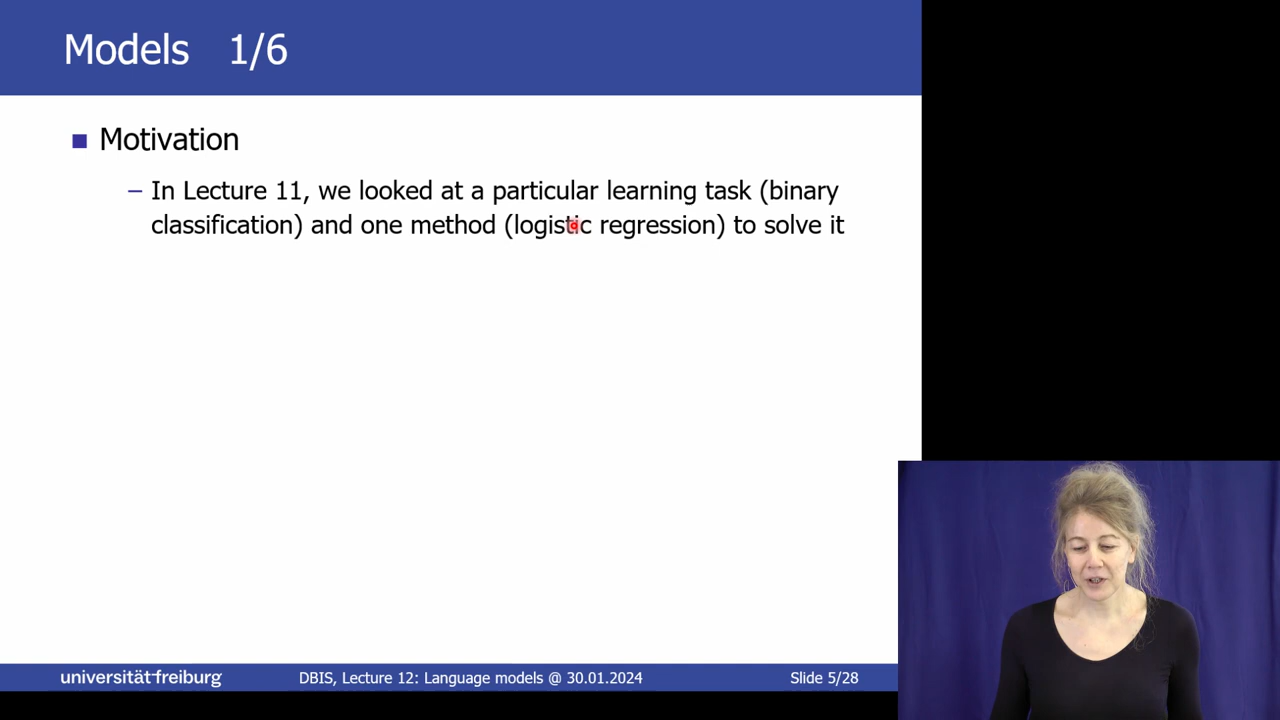 Models 1/6
Motivation
– In Lecture 11, we looked at a particular learning task (binary
classification) and one method (logistic regression) to solve it
universität freiburg
DBIS, Lecture 12: Language models @ 30.01.2024
Slide 5/28